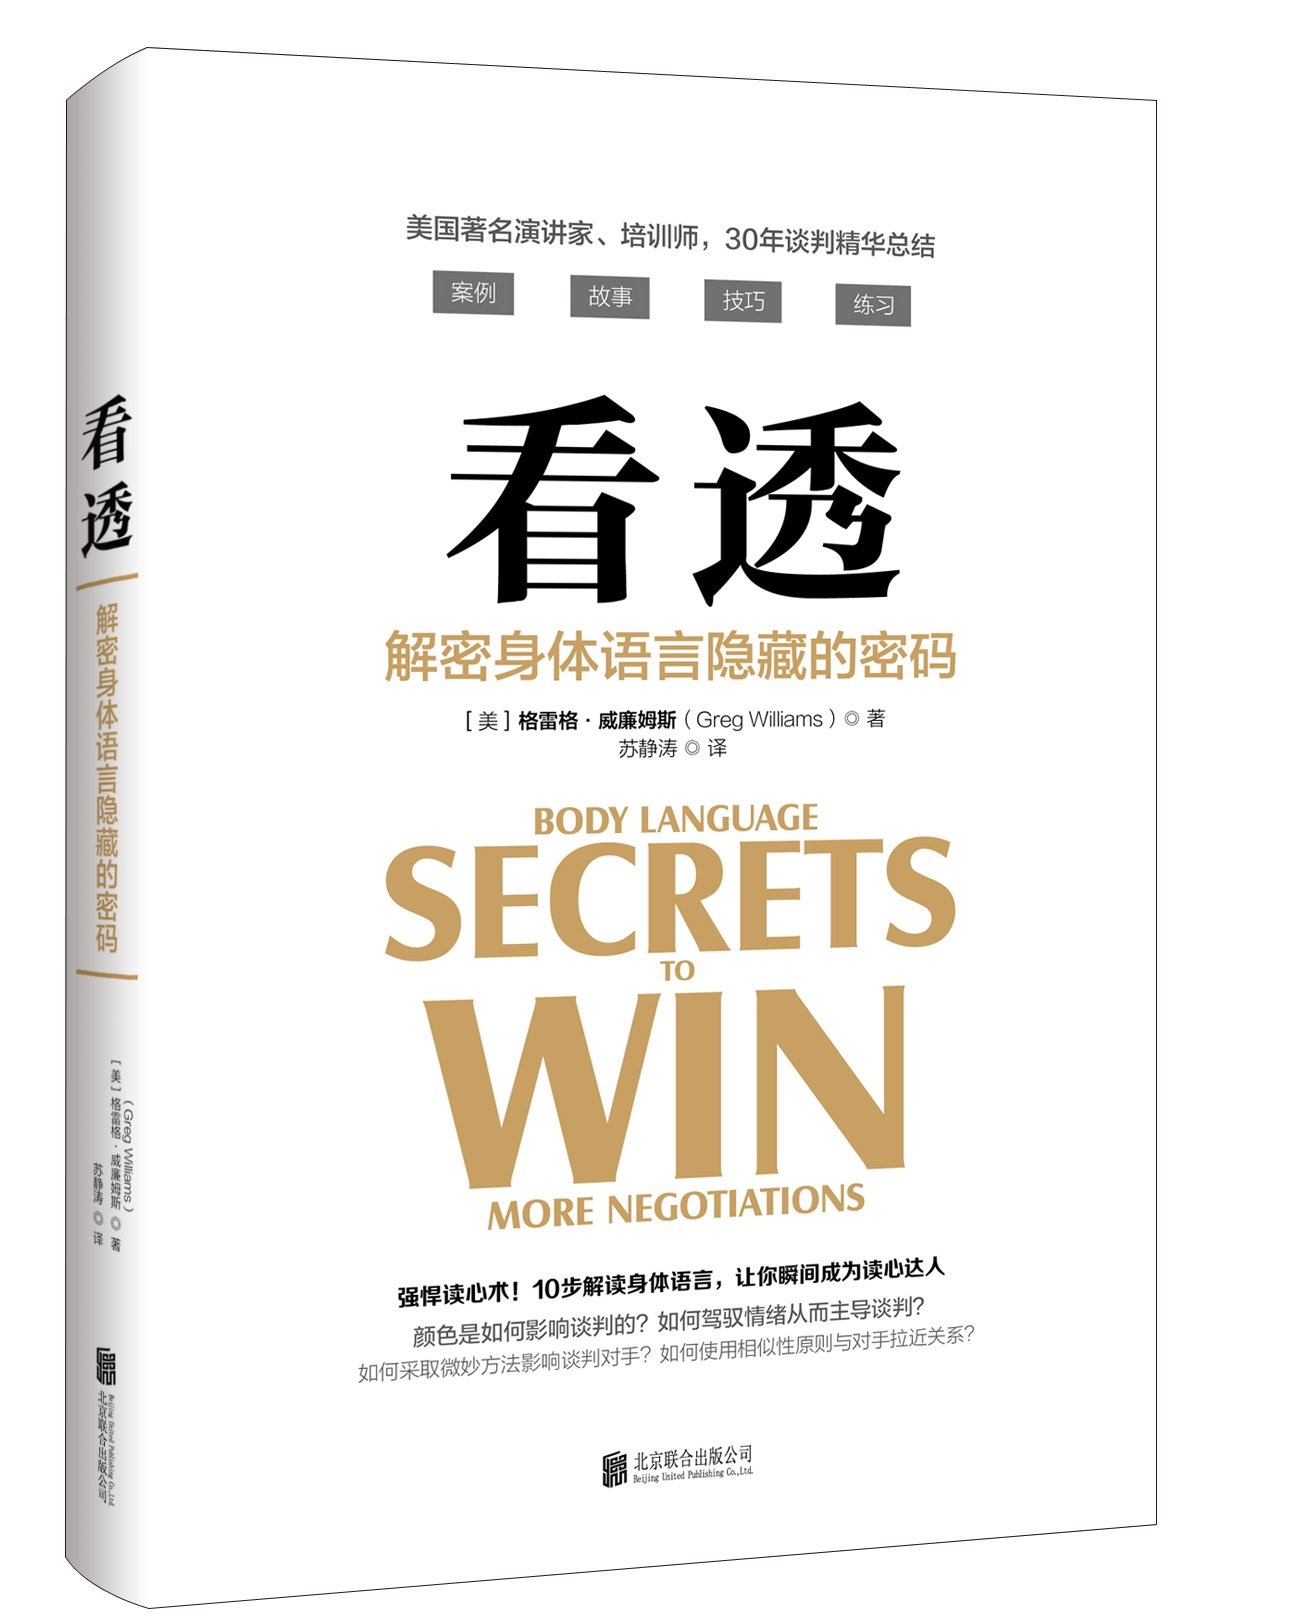 美国著名演讲家、培训师，30年谈判精华总结
案例 故事 技巧 练习
看透
解密身体语言隐藏的密码
［美］格雷格·威廉姆斯（Greg Williams）◎ 著
苏静涛 ◎ 译
BODY LANGUAGE
SECRETS
TO
WIN
MORE NEGOTIATIONS
强悍读心术！10步解读身体语言，让你瞬间成为读心达人
颜色是如何影响谈判的？如何驾驭情绪从而主导谈判？
如何采取微妙方法影响谈判对手？如何使用相似性原则与对手拉近关系？
北京联合出版公司
Beijing United Publishing Co.,Ltd.
看透
解密身体语言隐藏的密码
［美］格雷格·威廉姆斯 ◎ 著
（Greg Williams）
苏静涛 ◎ 译
北京联合出版公司
Beijing United Publishing Co.,Ltd.